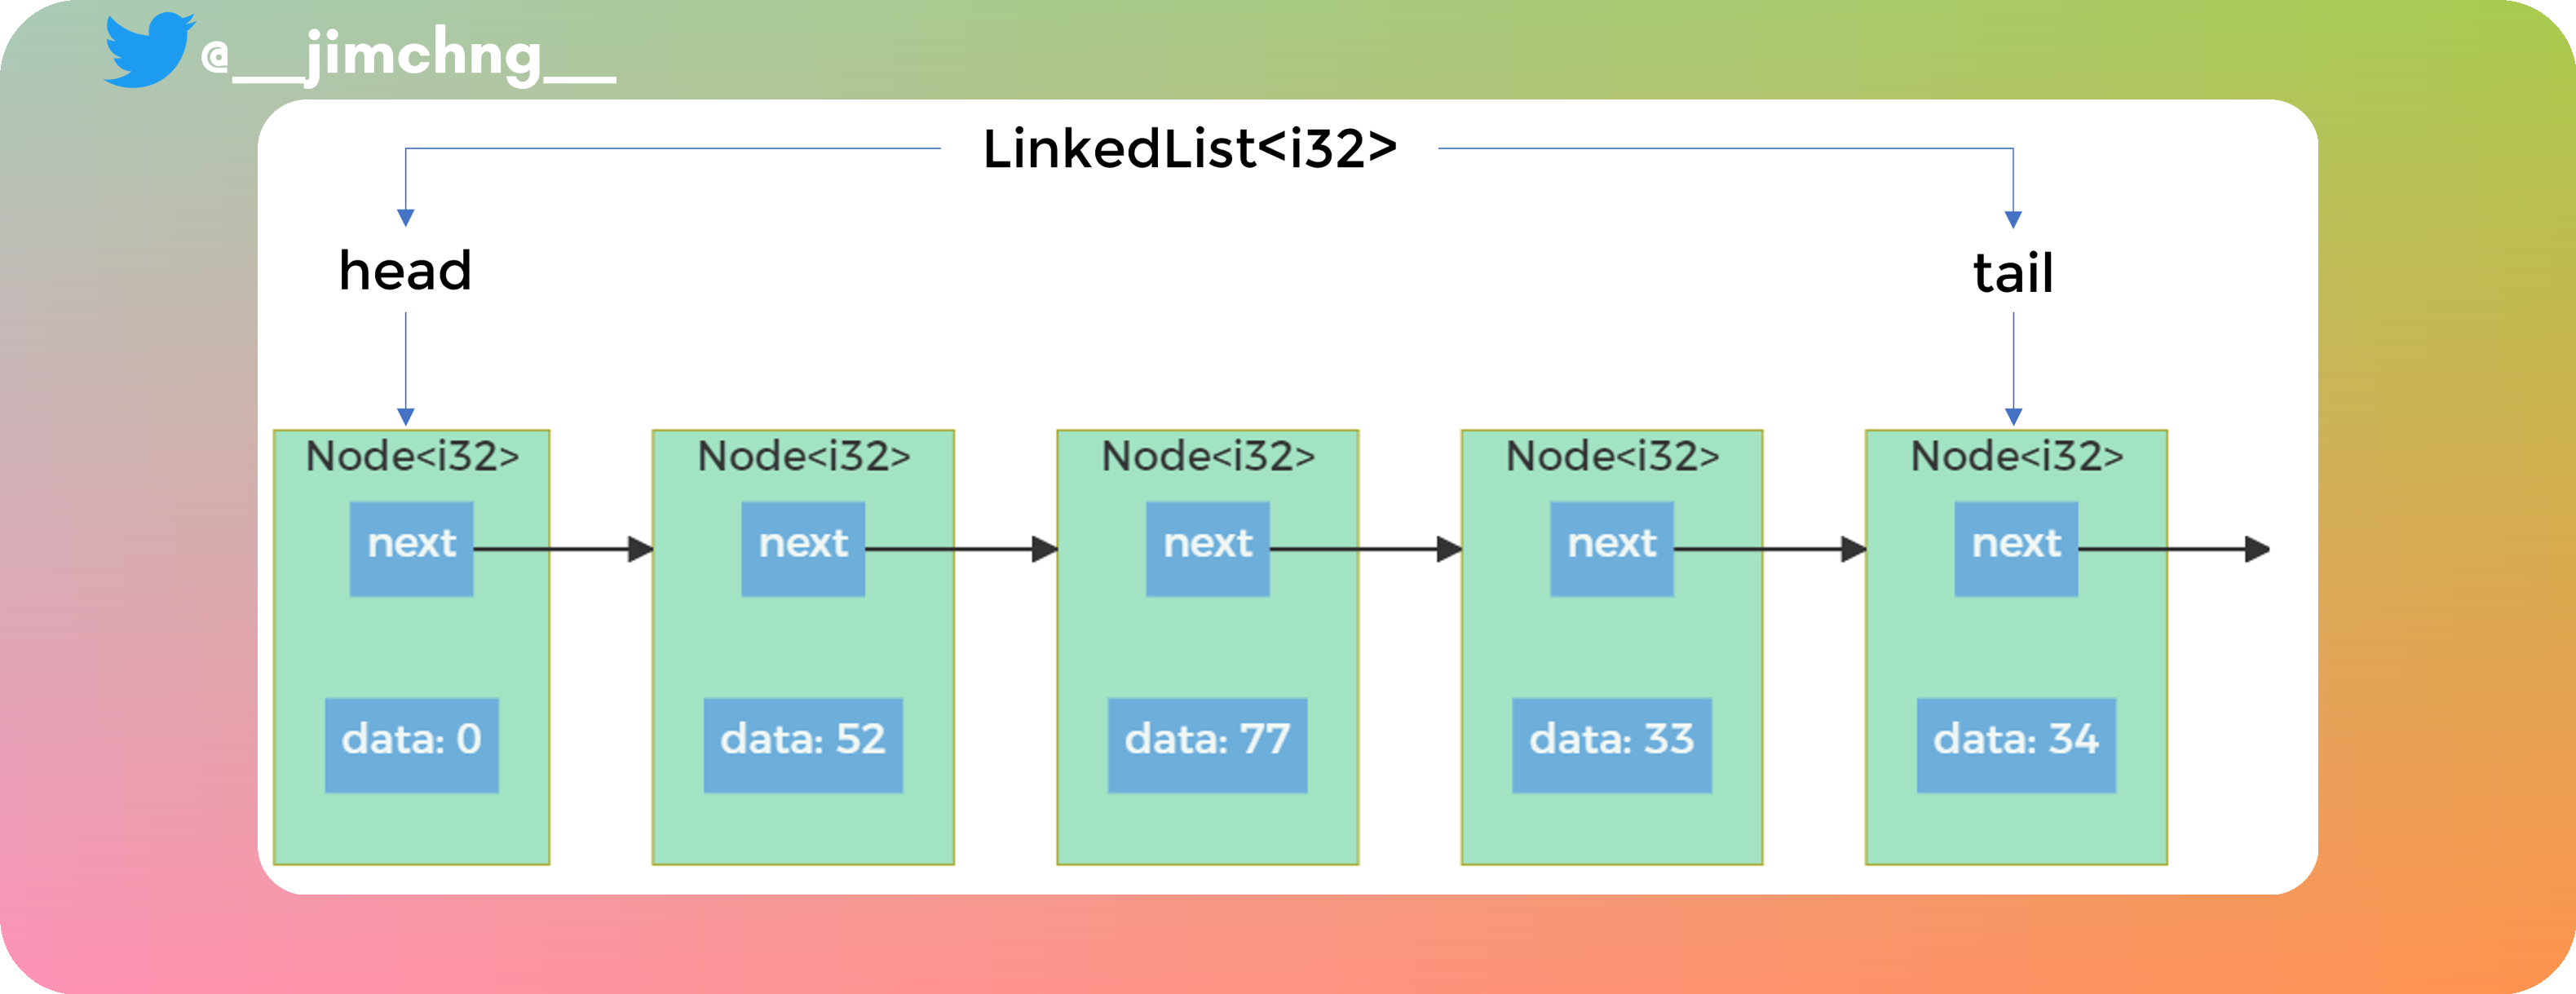 @__jimchng__
LinkedList<i32>
head
tail
Node<i32>
Node<i32>
Node<i32>
Node<i32>
Node<i32>
next
next
next
next
next
data: 0
data: 52
data: 77
data: 33
data: 34